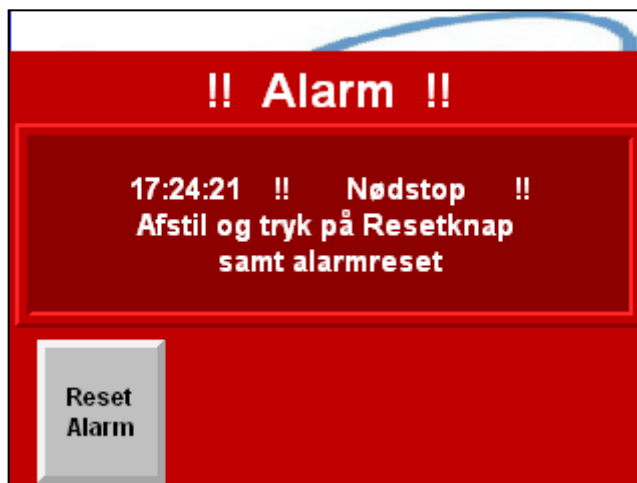 !! Alarm !!
17:24:21 !! Nødstop !!
Afstil og tryk på Resetknap
samt alarmreset
Reset
Alarm